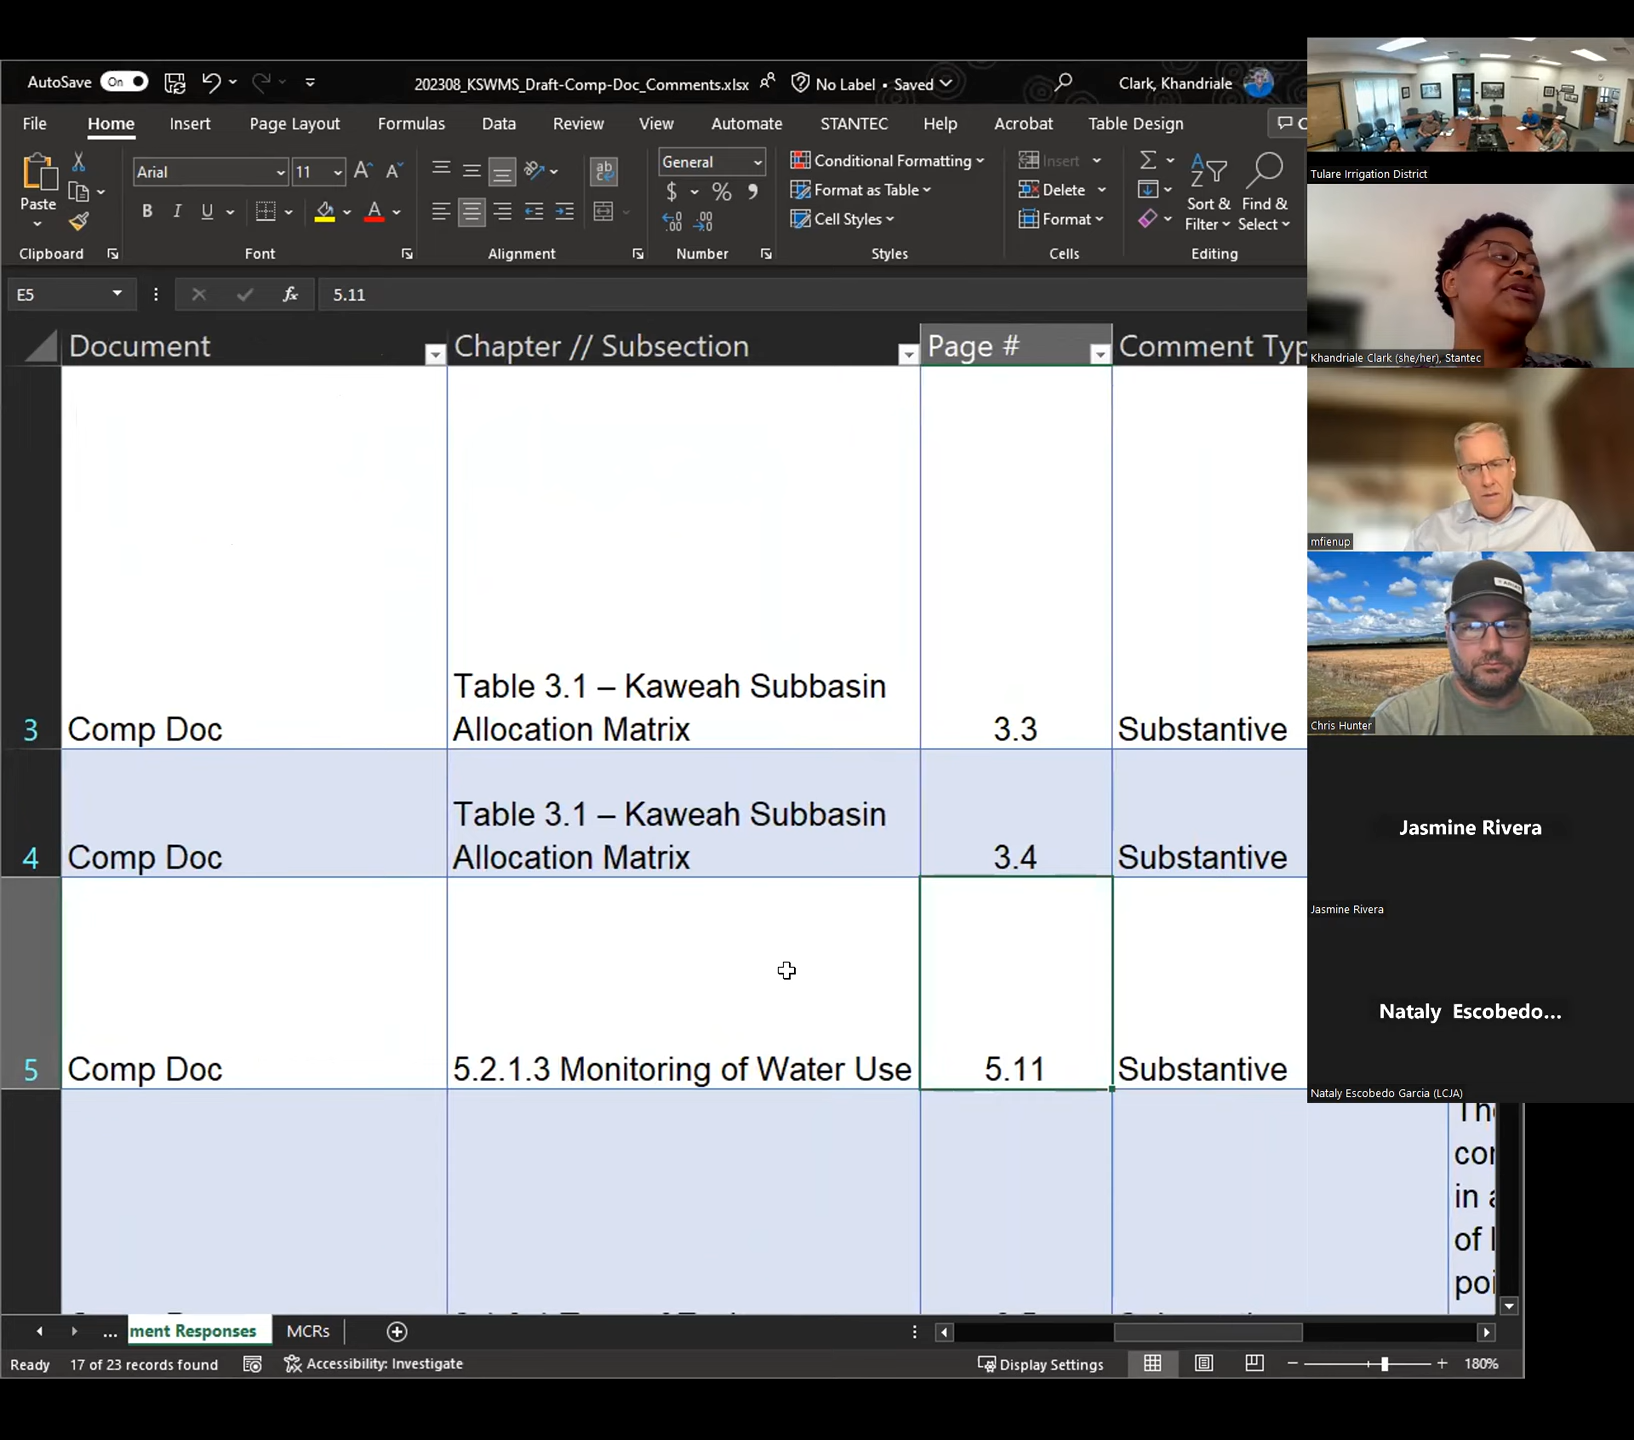 AutoSave On 202308_KSWMS_Draft-Comp-Doc_Comments.xlsx No Label • Saved Clark, Khandriale
File Home Insert Page Layout Formulas Data Review View Automate STANTEC Help Acrobat Table Design
Paste
Clipboard
Arial 11
B I U
Font
Alignment
General
$ % 9
Number
Conditional Formatting
Format as Table
Cell Styles
Styles
Insert
Delete
Format
Cells
Sort & Filter
Find & Select
Editing
E5 fx 5.11
Document Chapter // Subsection Page # Comment Typ
Table 3.1 – Kaweah Subbasin
3 Comp Doc Allocation Matrix 3.3 Substantive
Table 3.1 – Kaweah Subbasin
4 Comp Doc Allocation Matrix 3.4 Substantive
5 Comp Doc 5.2.1.3 Monitoring of Water Use 5.11 Substantive
in
of
ment Responses MCRs
Ready 17 of 23 records found Accessibility: Investigate Display Settings 180%
Tulare Irrigation District
Khandriale Clark (she/her), Stantec
mfienup
Chris Hunter
Jasmine Rivera
Jasmine Rivera
Nataly Escobedo...
Nataly Escobedo Garcia (LCJA)